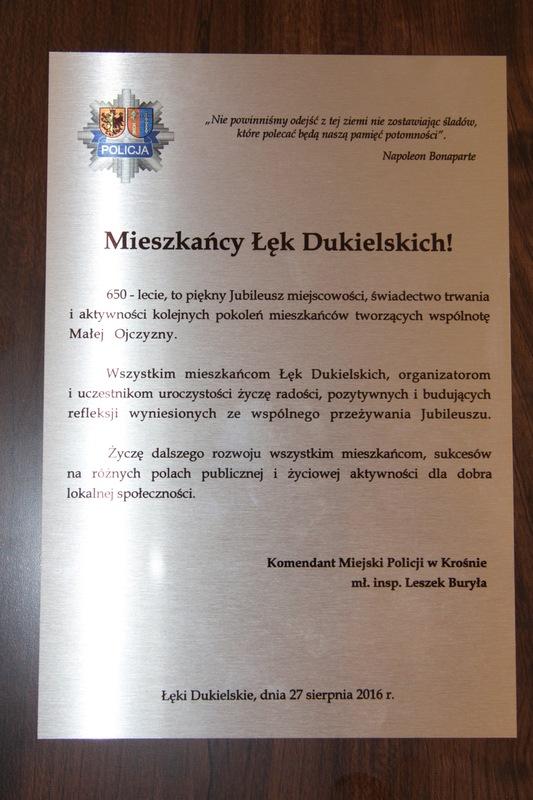 POLICJA
„Nie powinniśmy odejść z tej ziemi nie zostawiając śladów,
które polecać będą naszą pamięć potomności".
Napoleon Bonaparte
Mieszkańcy Łęk Dukielskich!
650 - lecie, to piękny Jubileusz miejscowości, świadectwo trwania
i aktywności kolejnych pokoleń mieszkańców tworzących wspólnotę
Małej Ojczyzny.
Wszystkim mieszkańcom Łęk Dukielskich, organizatorom
i uczestnikom uroczystości życzę radości, pozytywnych i budujących
refleksji wyniesionych ze wspólnego przeżywania Jubileuszu.
Życzę dalszego rozwoju wszystkim mieszkańcom, sukcesów
na różnych polach publicznej i życiowej aktywności dla dobra
lokalnej społeczności.
Komendant Miejski Policji w Krośnie
mł. insp. Leszek Buryła
Łęki Dukielskie, dnia 27 sierpnia 2016 r.